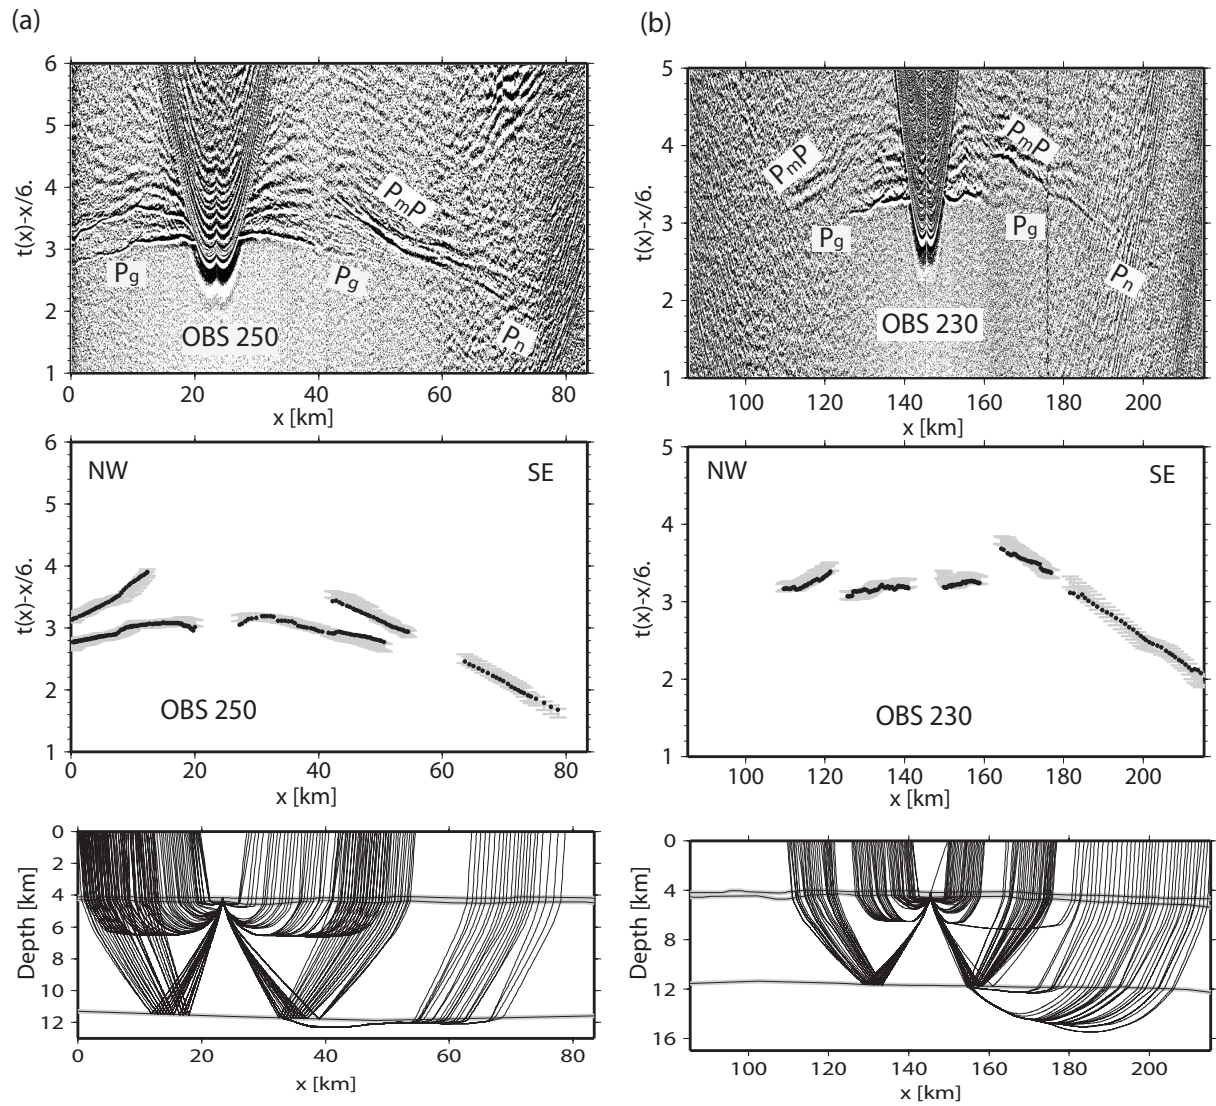 (a)
(b)
6
5
4
3
2
1
t(x)-x/6.
PmP
Pg
Pg
Pn
OBS 250
0 20 40 60 80
x [km]
5
4
3
2
1
t(x)-x/6.
PmP
PmP
Pg
Pg
Pn
OBS 230
100 120 140 160 180 200
x [km]
6
5
4
3
2
1
t(x)-x/6.
NW SE
OBS 250
0 20 40 60 80
x [km]
5
4
3
2
1
t(x)-x/6.
NW SE
OBS 230
100 120 140 160 180 200
x [km]
0
2
4
6
8
10
12
Depth [km]
0 20 40 60 80
x [km]
0
4
8
12
16
Depth [km]
100 120 140 160 180 200
x [km]